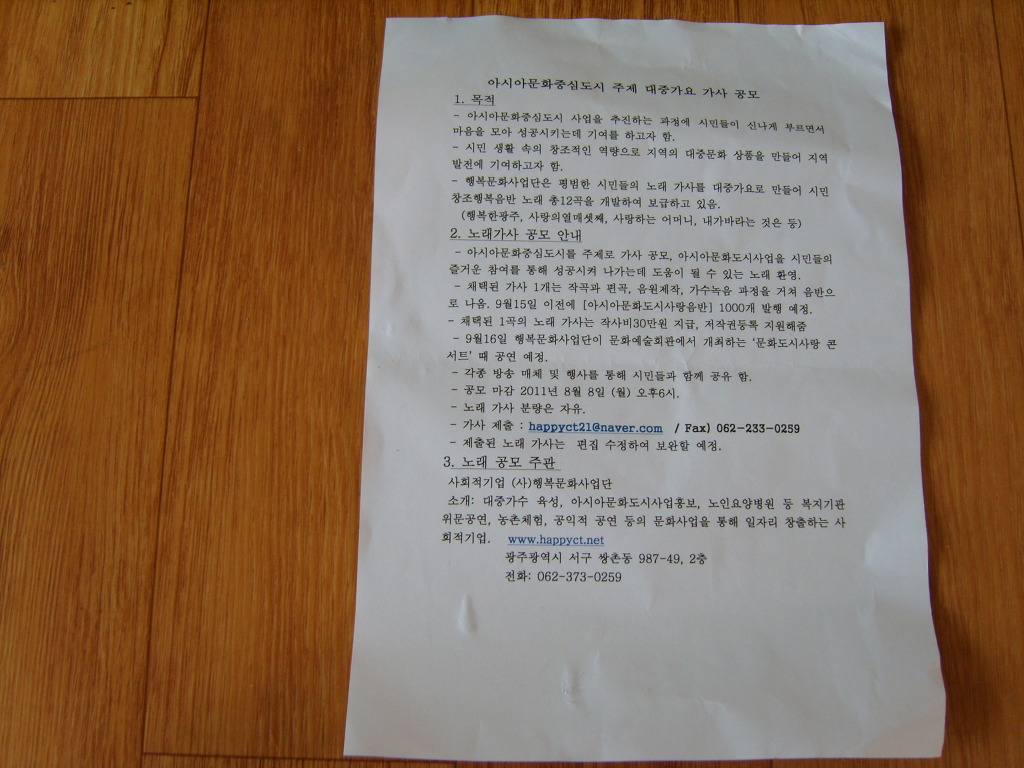 아시아문화중심도시 주제 대중가요 가사 공모
1. 목적
- 아시아문화중심도시 사업을 추진하는 과정에 시민들이 신나게 부르면서
마음을 모아 성공시키는데 기여를 하고자 함.
- 시민 생활 속의 창조적인 역량으로 지역의 대중문화 상품을 만들어 지역
발전에 기여하고자 함.
- 행복문화사업단은 평범한 시민들의 노래 가사를 대중가요로 만들어 시민
창조행복음반 노래 총12곡을 개발하여 보급하고 있음.
(행복한광주, 사랑의열매셋째, 사랑하는 어머니, 내가바라는 것은 등)
2. 노래가사 공모 안내
- 아시아문화중심도시를 주제로 가사 공모, 아시아문화도시사업을 시민들의
즐거운 참여를 통해 성공시켜 나가는데 도움이 될 수 있는 노래 환영.
- 채택된 가사 1개는 작곡과 편곡, 음원제작, 가수녹음 과정을 거쳐 음반으
로 나옴. 9월15일 이전에 [아시아문화도시사랑음반] 1000개 발행 예정.
- 채택된 1곡의 노래 가사는 작사비30만원 지급, 저작권등록 지원해줌
- 9월16일 행복문화사업단이 문화예술회관에서 개최하는 '문화도시사랑 콘
서트' 때 공연 예정.
- 각종 방송 매체 및 행사를 통해 시민들과 함께 공유 함.
- 공모 마감 2011년 8월 8일 (월) 오후6시.
- 노래 가사 분량은 자유.
- 가사 제출 : happyct21@naver.com / Fax) 062-233-0259
- 제출된 노래 가사는 편집 수정하여 보완할 예정.
3. 노래 공모 주관
사회적기업 (사)행복문화사업단
소개: 대중가수 육성, 아시아문화도시사업홍보, 노인요양병원 등 복지기관
위문공연, 농촌체험, 공익적 공연 등의 문화사업을 통해 일자리 창출하는 사
회적기업. www.happyct.net
광주광역시 서구 쌍촌동 987-49, 2층
전화: 062-373-0259